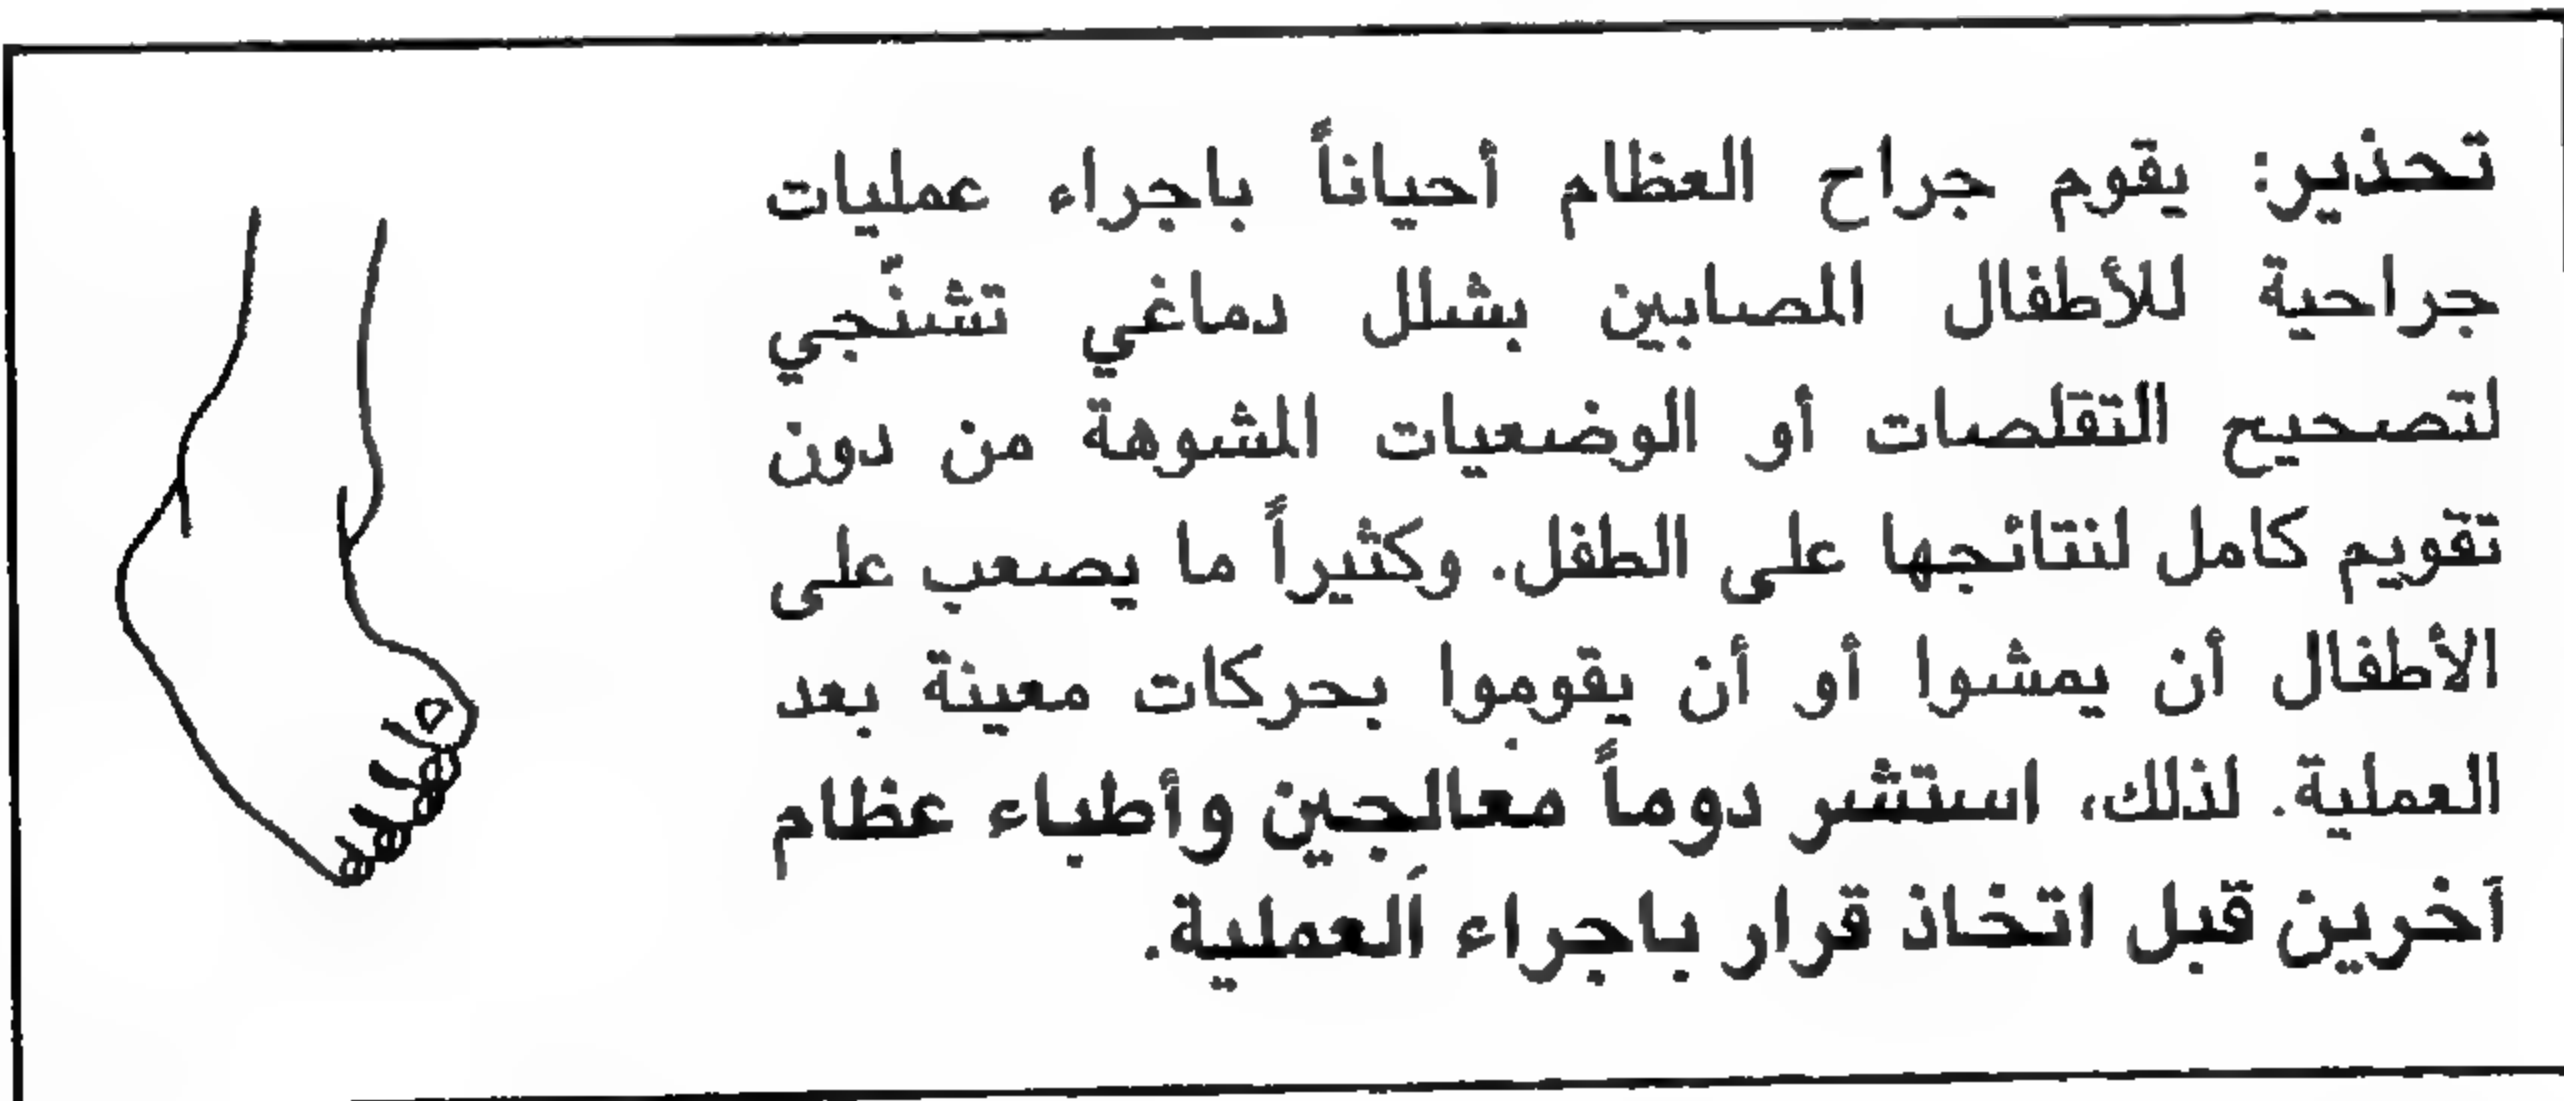 تحذير: يقوم جراح العظام أحياناً باجراء عمليات
جراحية للأطفال المصابين بشلل دماغي تشنّجي
لتصحيح التقلصات أو الوضعيات المشوهة من دون
تقويم كامل لنتائجها على الطفل. وكثيراً ما يصعب على
الأطفال أن يمشوا أو أن يقوموا بحركات معينة بعد
العملية. لذلك، استشر دوماً معالجين وأطباء عظام
آخرين قبل اتخاذ قرار باجراء العملية.